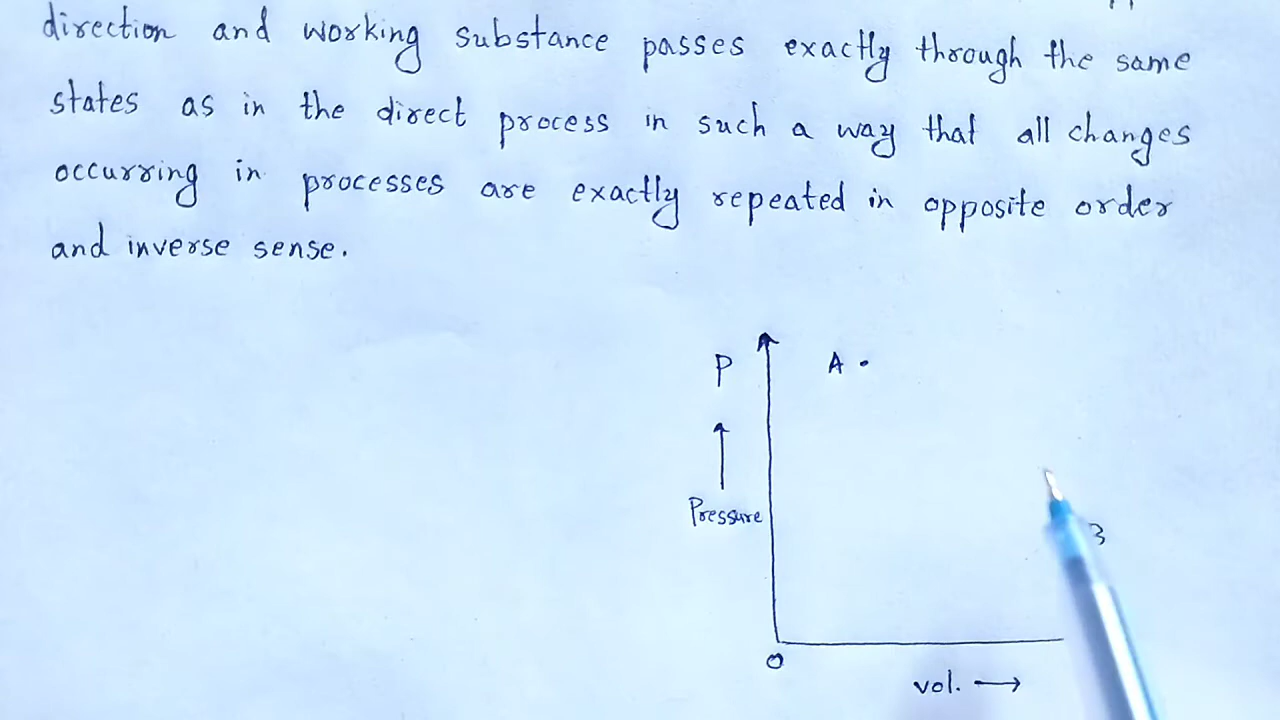 direction and working substance passes exactly through the same
states as in the direct process in such a way that all changes
occurring in processes are exactly repeated in opposite order
and inverse sense.
P
A
Pressure
O
vol.